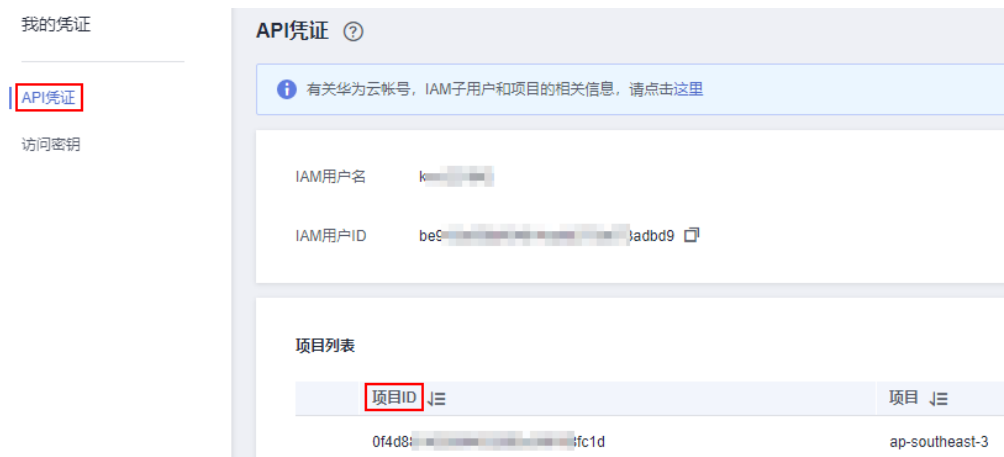 我的凭证
API凭证
访问密钥
API凭证
有关华为云帐号，IAM子用户和项目的相关信息，请点击这里
IAM用户名
IAM用户ID
项目列表
项目ID 项目
ap-southeast-3